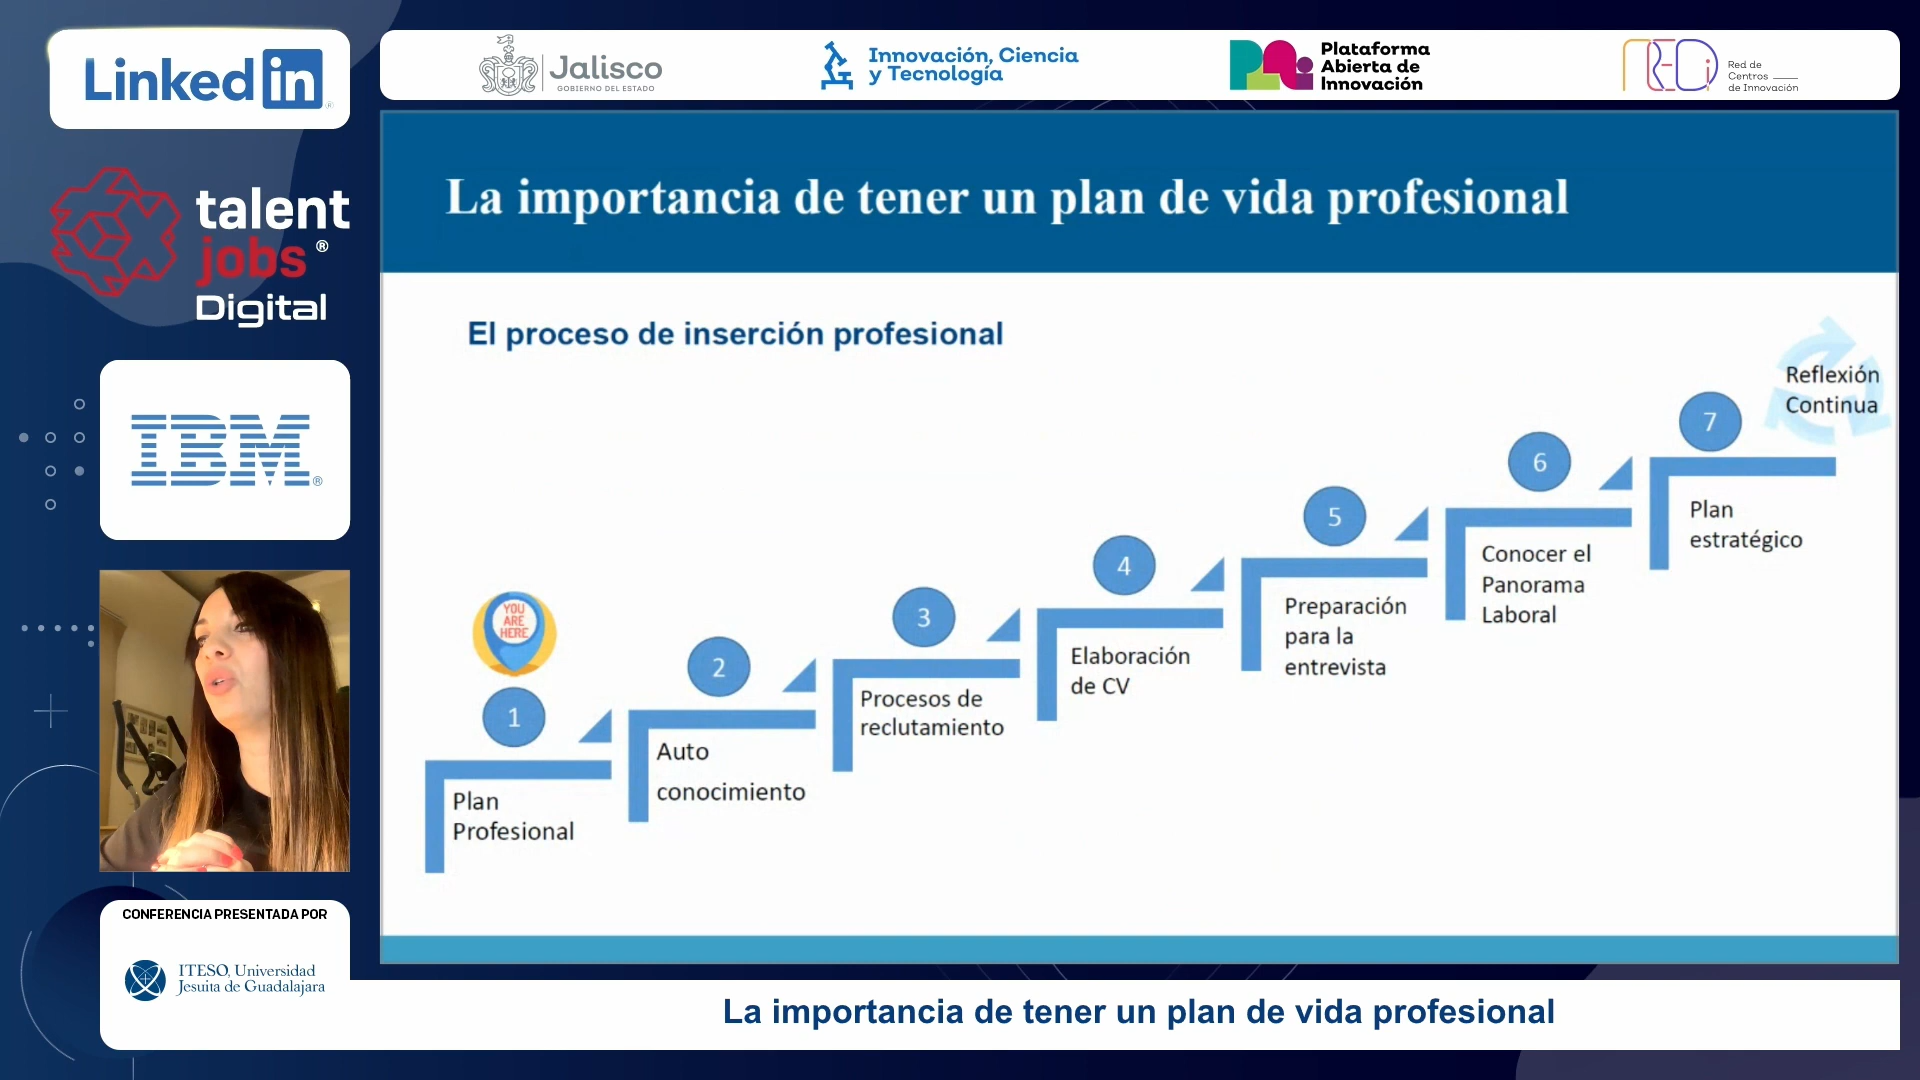 LinkedIn
Jalisco
GOBIERNO DEL ESTADO
Innovación, Ciencia
y Tecnología
Plataforma
Abierta de
Innovación
REDi
Red de
Centros
de Innovación
talent
jobs ®
Digital
IBM®
CONFERENCIA PRESENTADA POR
ITESO, Universidad
Jesuita de Guadalajara
La importancia de tener un plan de vida profesional
El proceso de inserción profesional
YOU
ARE
HERE
1
Plan
Profesional
2
Auto
conocimiento
3
Procesos de
reclutamiento
4
Elaboración
de CV
5
Preparación
para la
entrevista
6
Conocer el
Panorama
Laboral
7
Plan
estratégico
Reflexión
Continua
La importancia de tener un plan de vida profesional